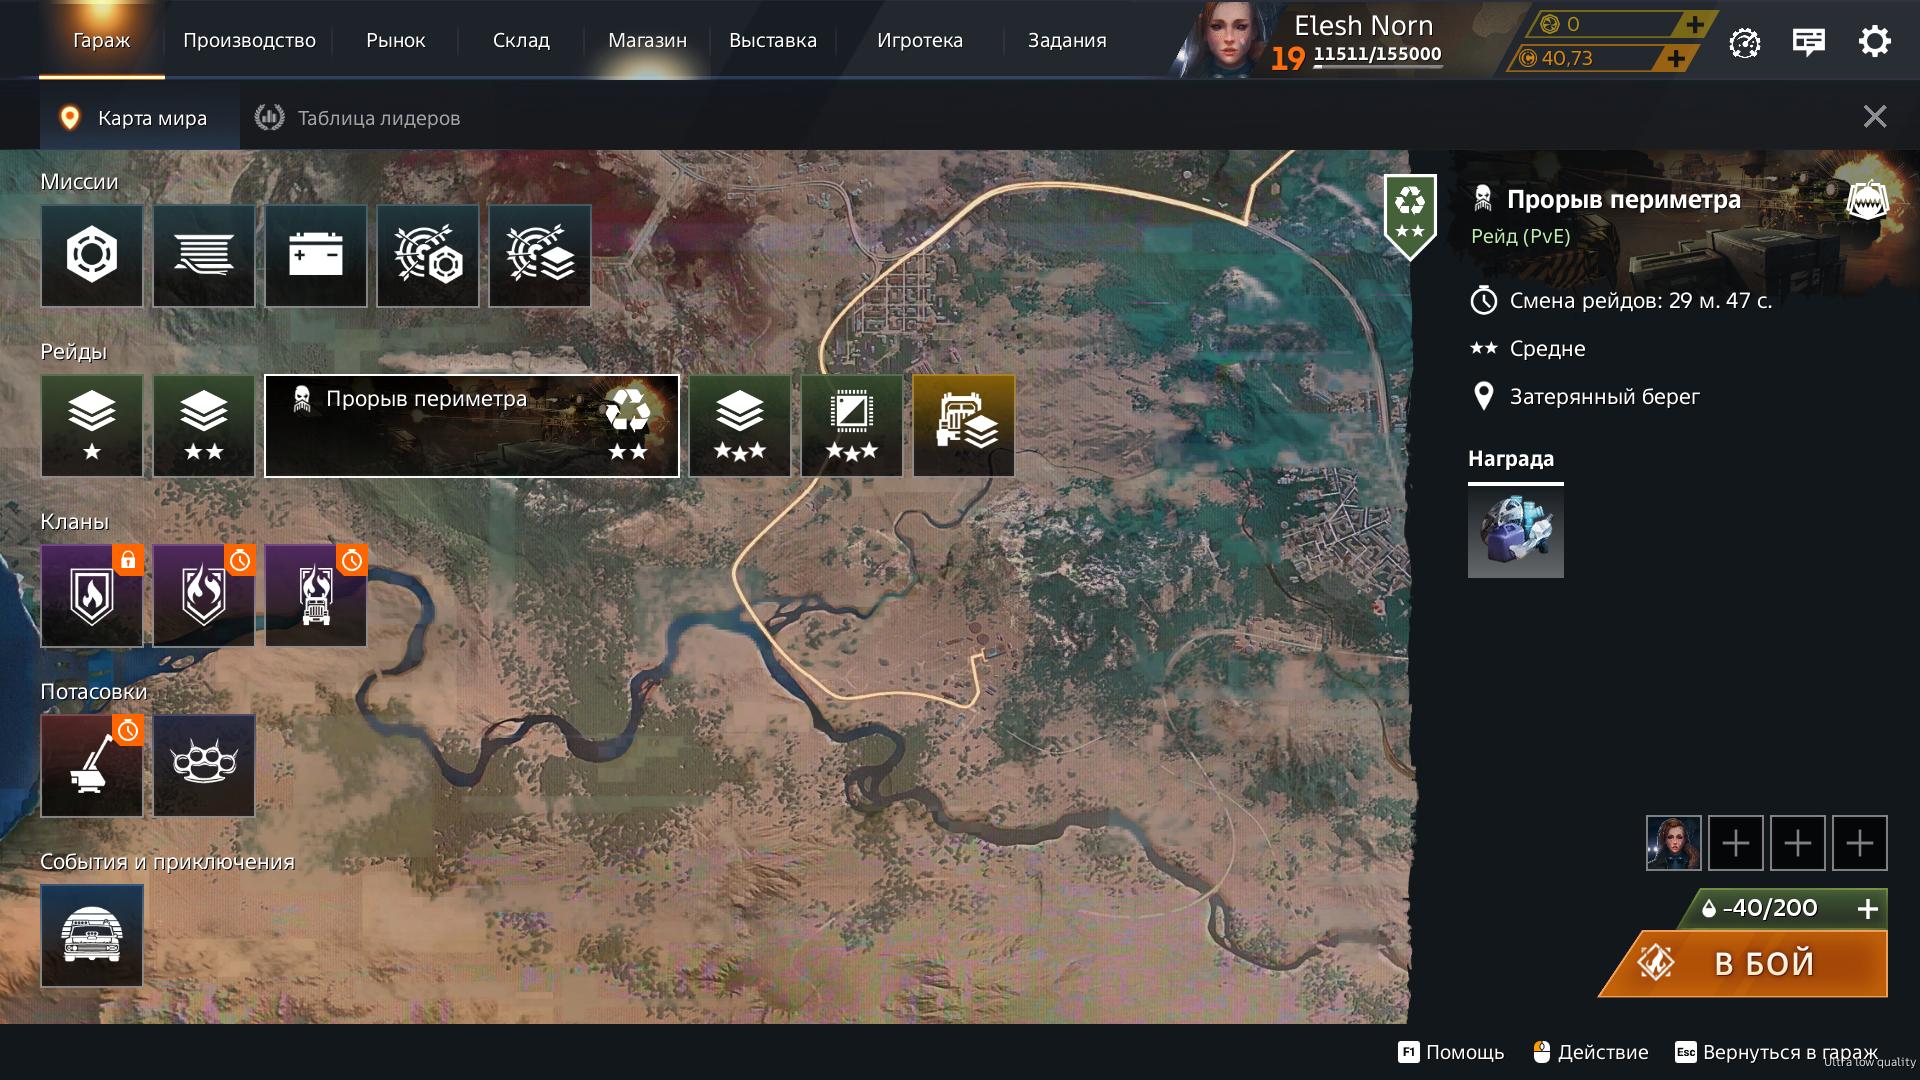 Гараж
Производство
Рынок
Склад
Магазин
Выставка
Игротека
Задания
Elesh Norn
19 11511/155000
0
40,73
Карта мира
Таблица лидеров
Миссии
Рейды
Прорыв периметра
Кланы
Потасовки
События и приключения
Прорыв периметра
Рейд (PvE)
Смена рейдов: 29 м. 47 с.
Средне
Затерянный берег
Награда
-40/200
В БОЙ
F1 Помощь
Действие
Esc Вернуться в гараж
Ultra low quality